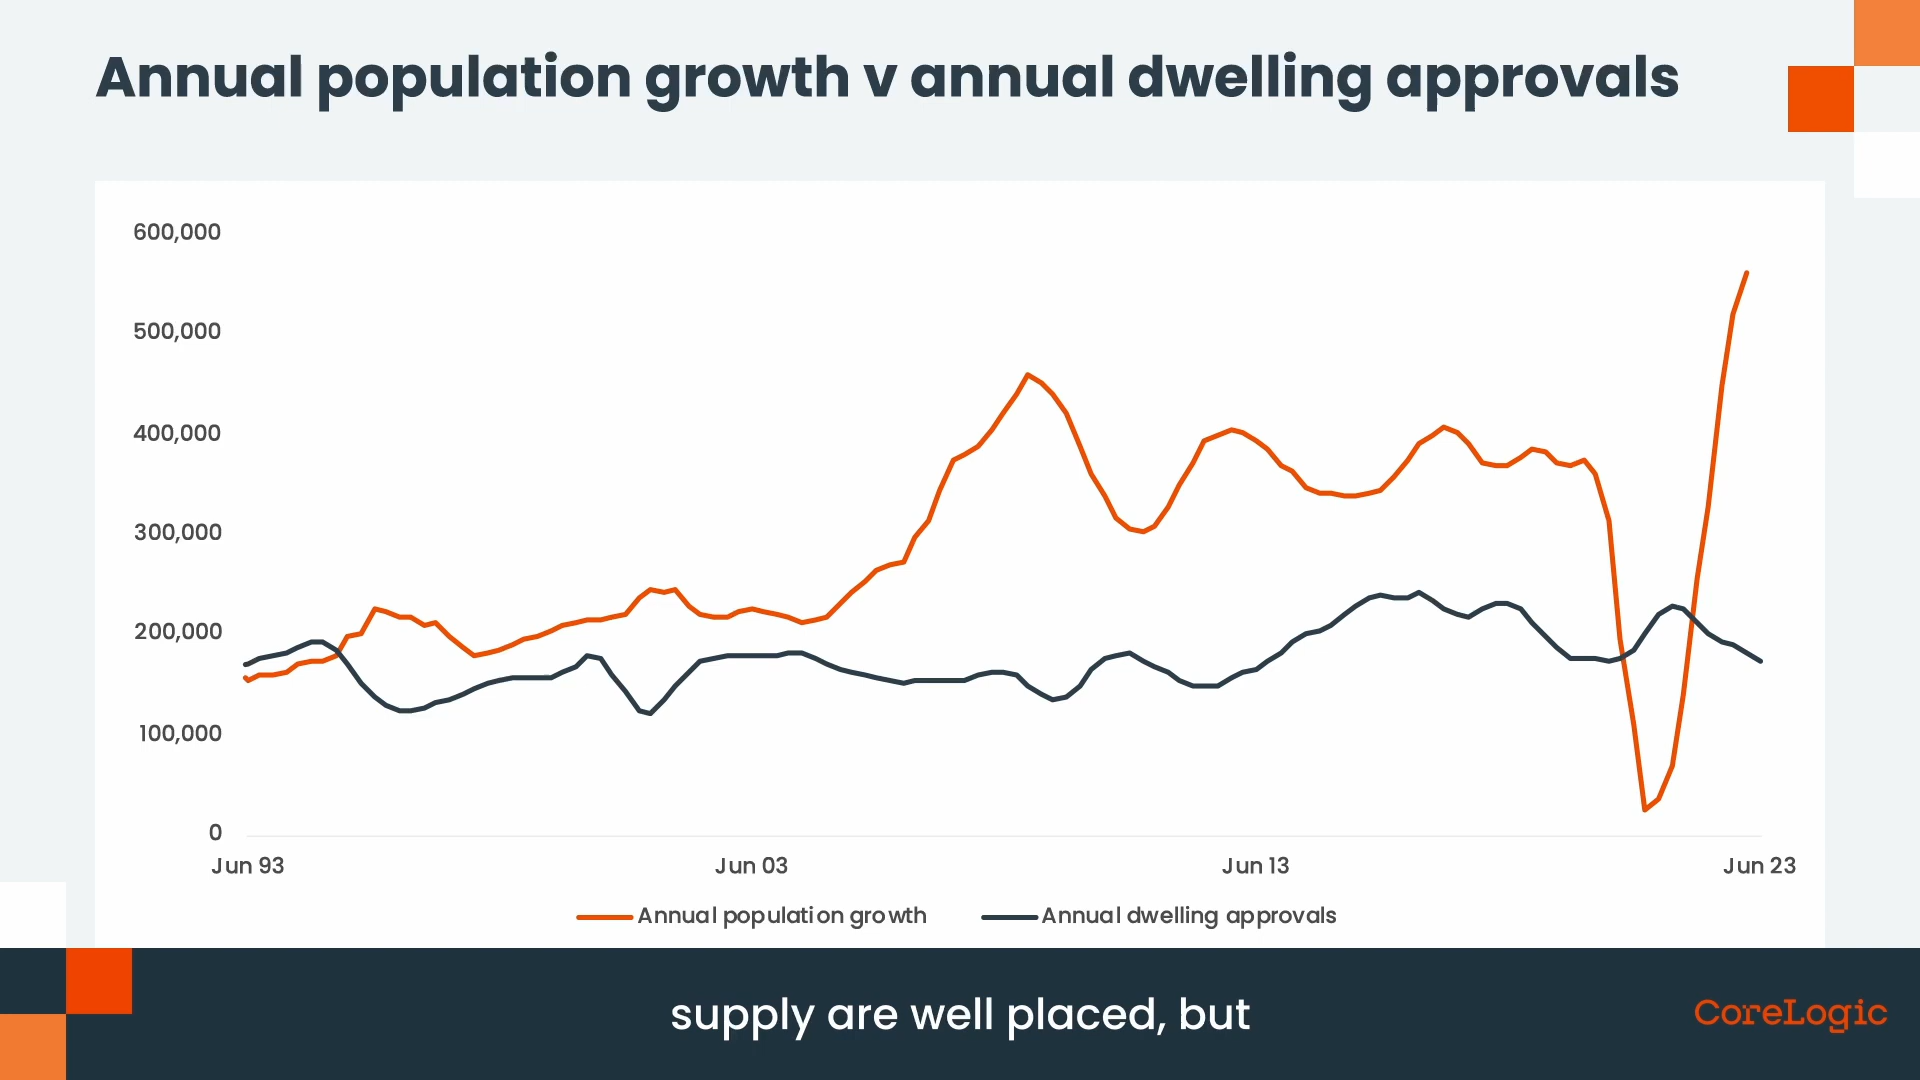 Annual population growth v annual dwelling approvals
600,000
500,000
400,000
300,000
200,000
100,000
0
Jun 93
Jun 03
Jun 13
Jun 23
Annual population growth
Annual dwelling approvals
supply are well placed, but
CoreLogic